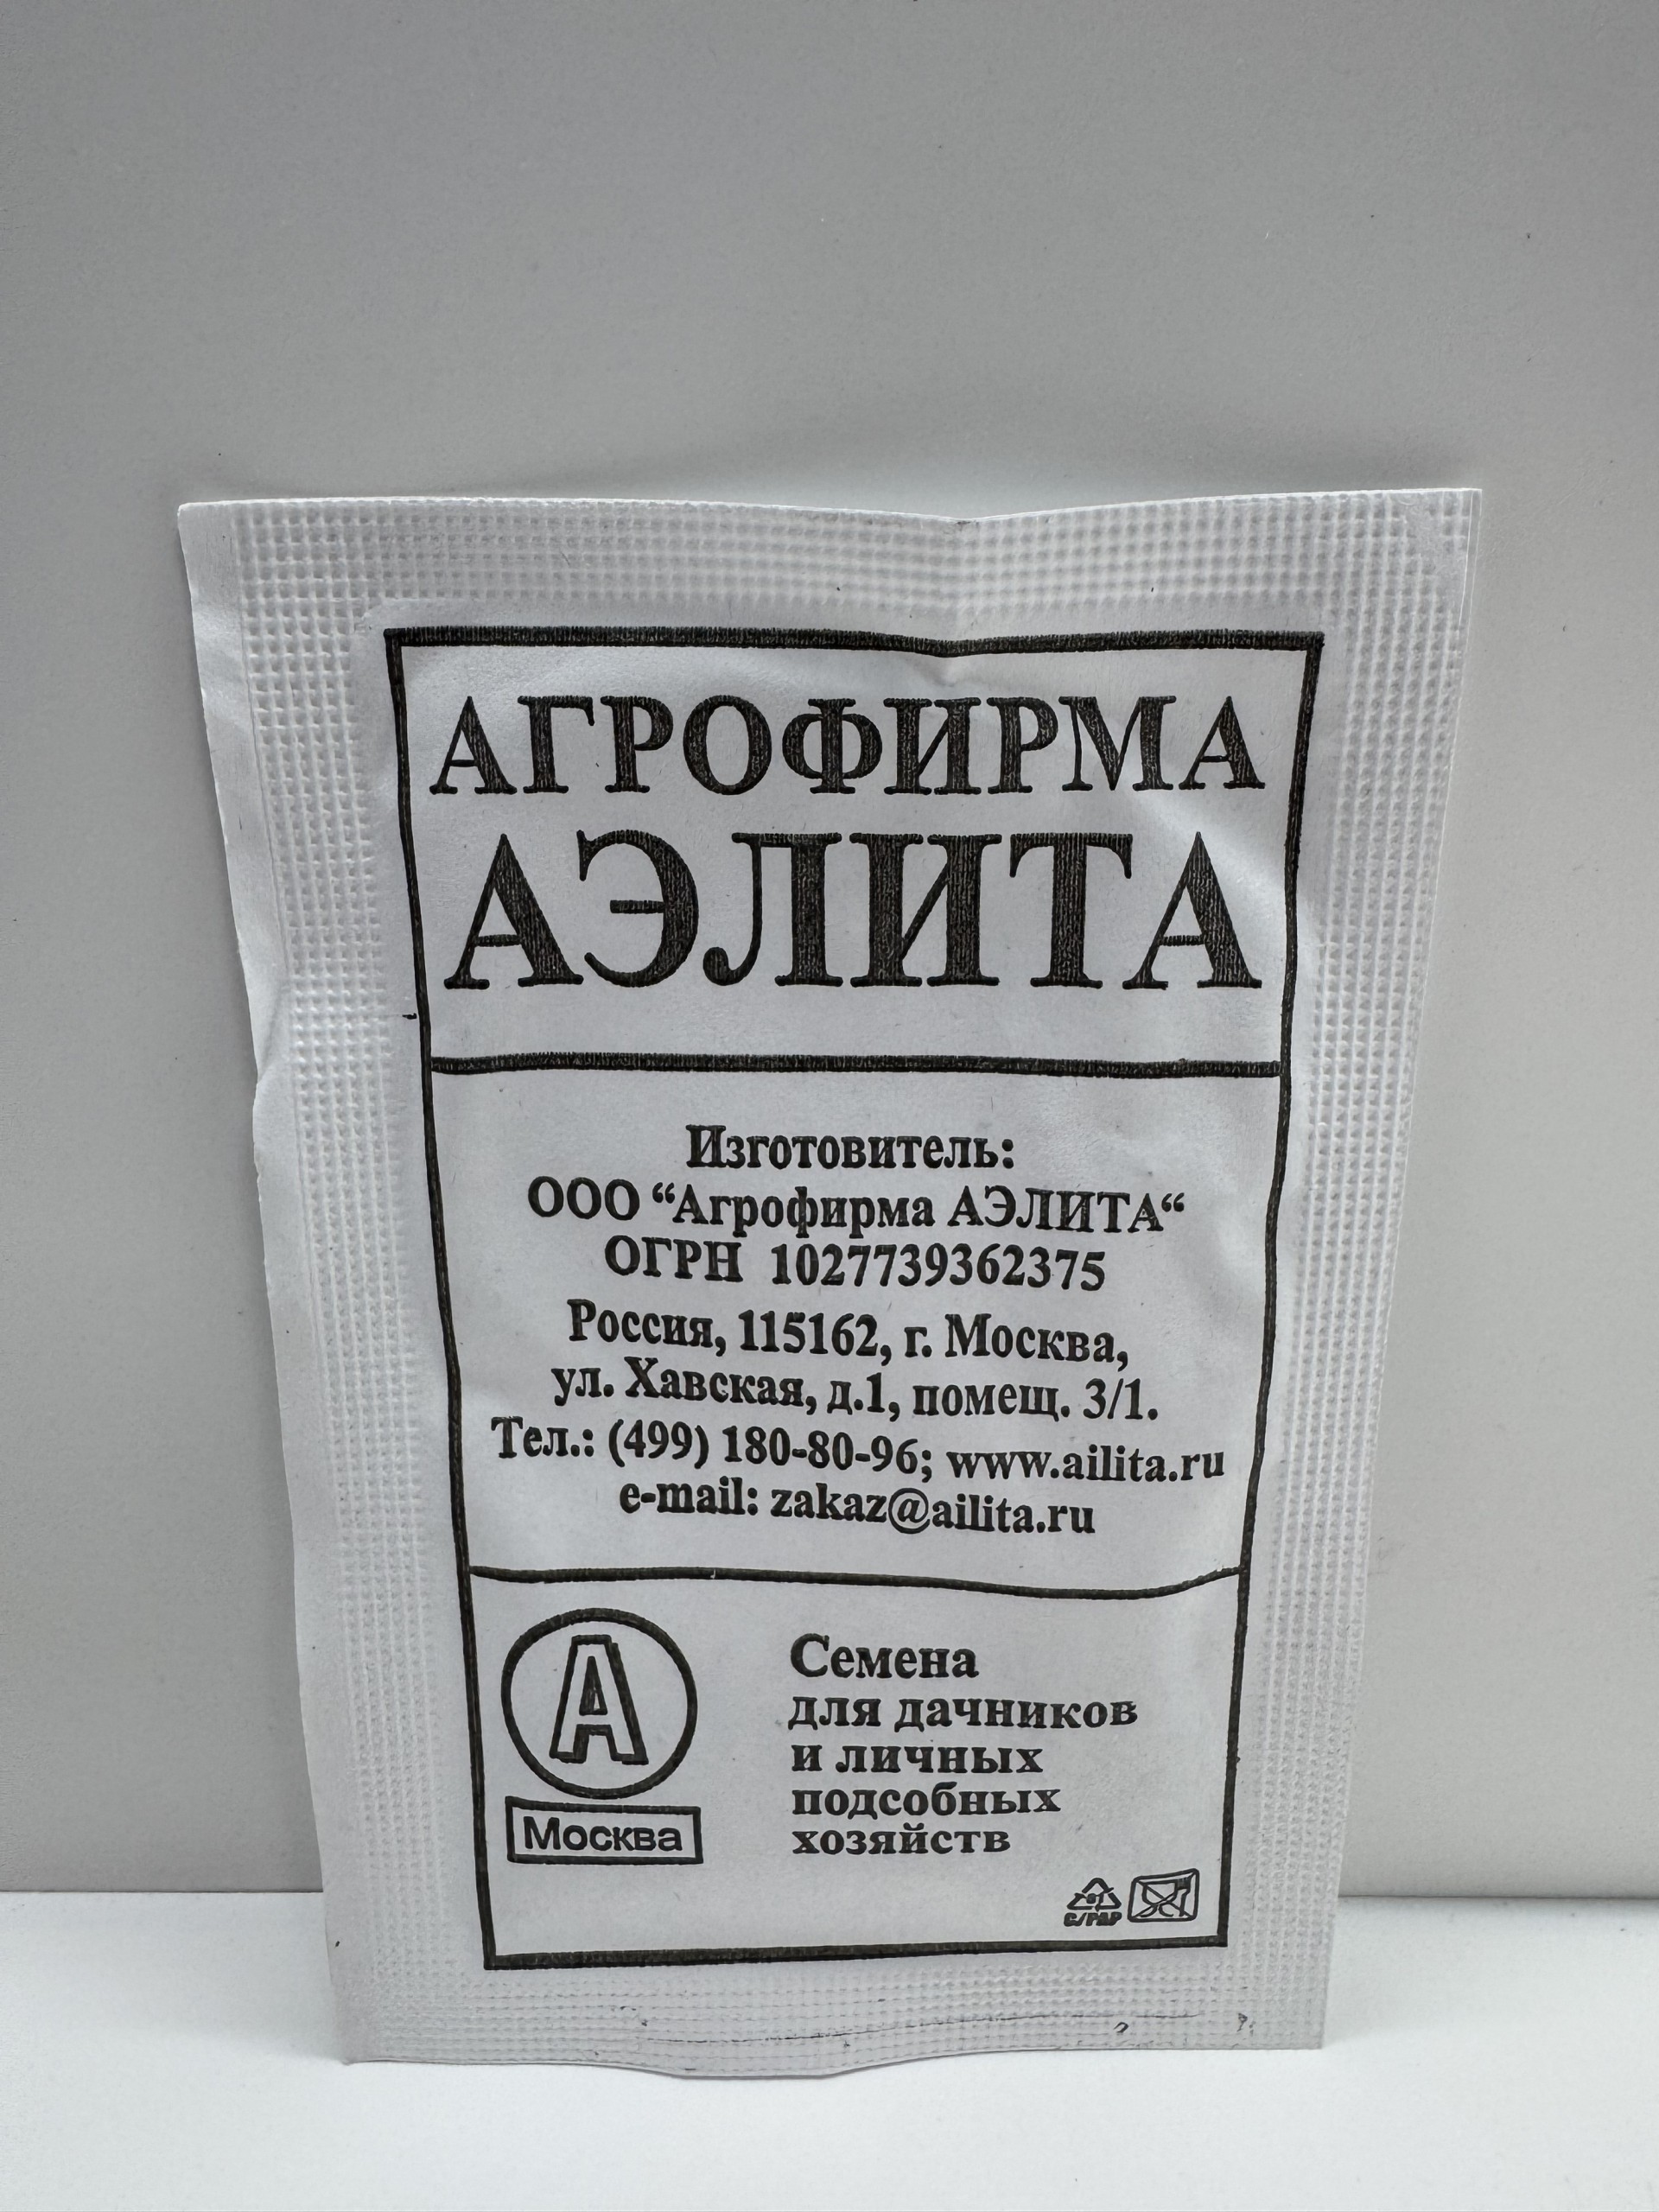 АГРОФИРМА
АЭЛИТА
Изготовитель:
ООО “Агрофирма АЭЛИТА“
ОГРН 1027739362375
Россия, 115162, г. Москва,
ул. Хавская, д.1, помещ. 3/1.
Тел.: (499) 180-80-96; www.ailita.ru
e-mail: zakaz@ailita.ru
А
Москва
Семена
для дачников
и личных
подсобных
хозяйств
C/PAP